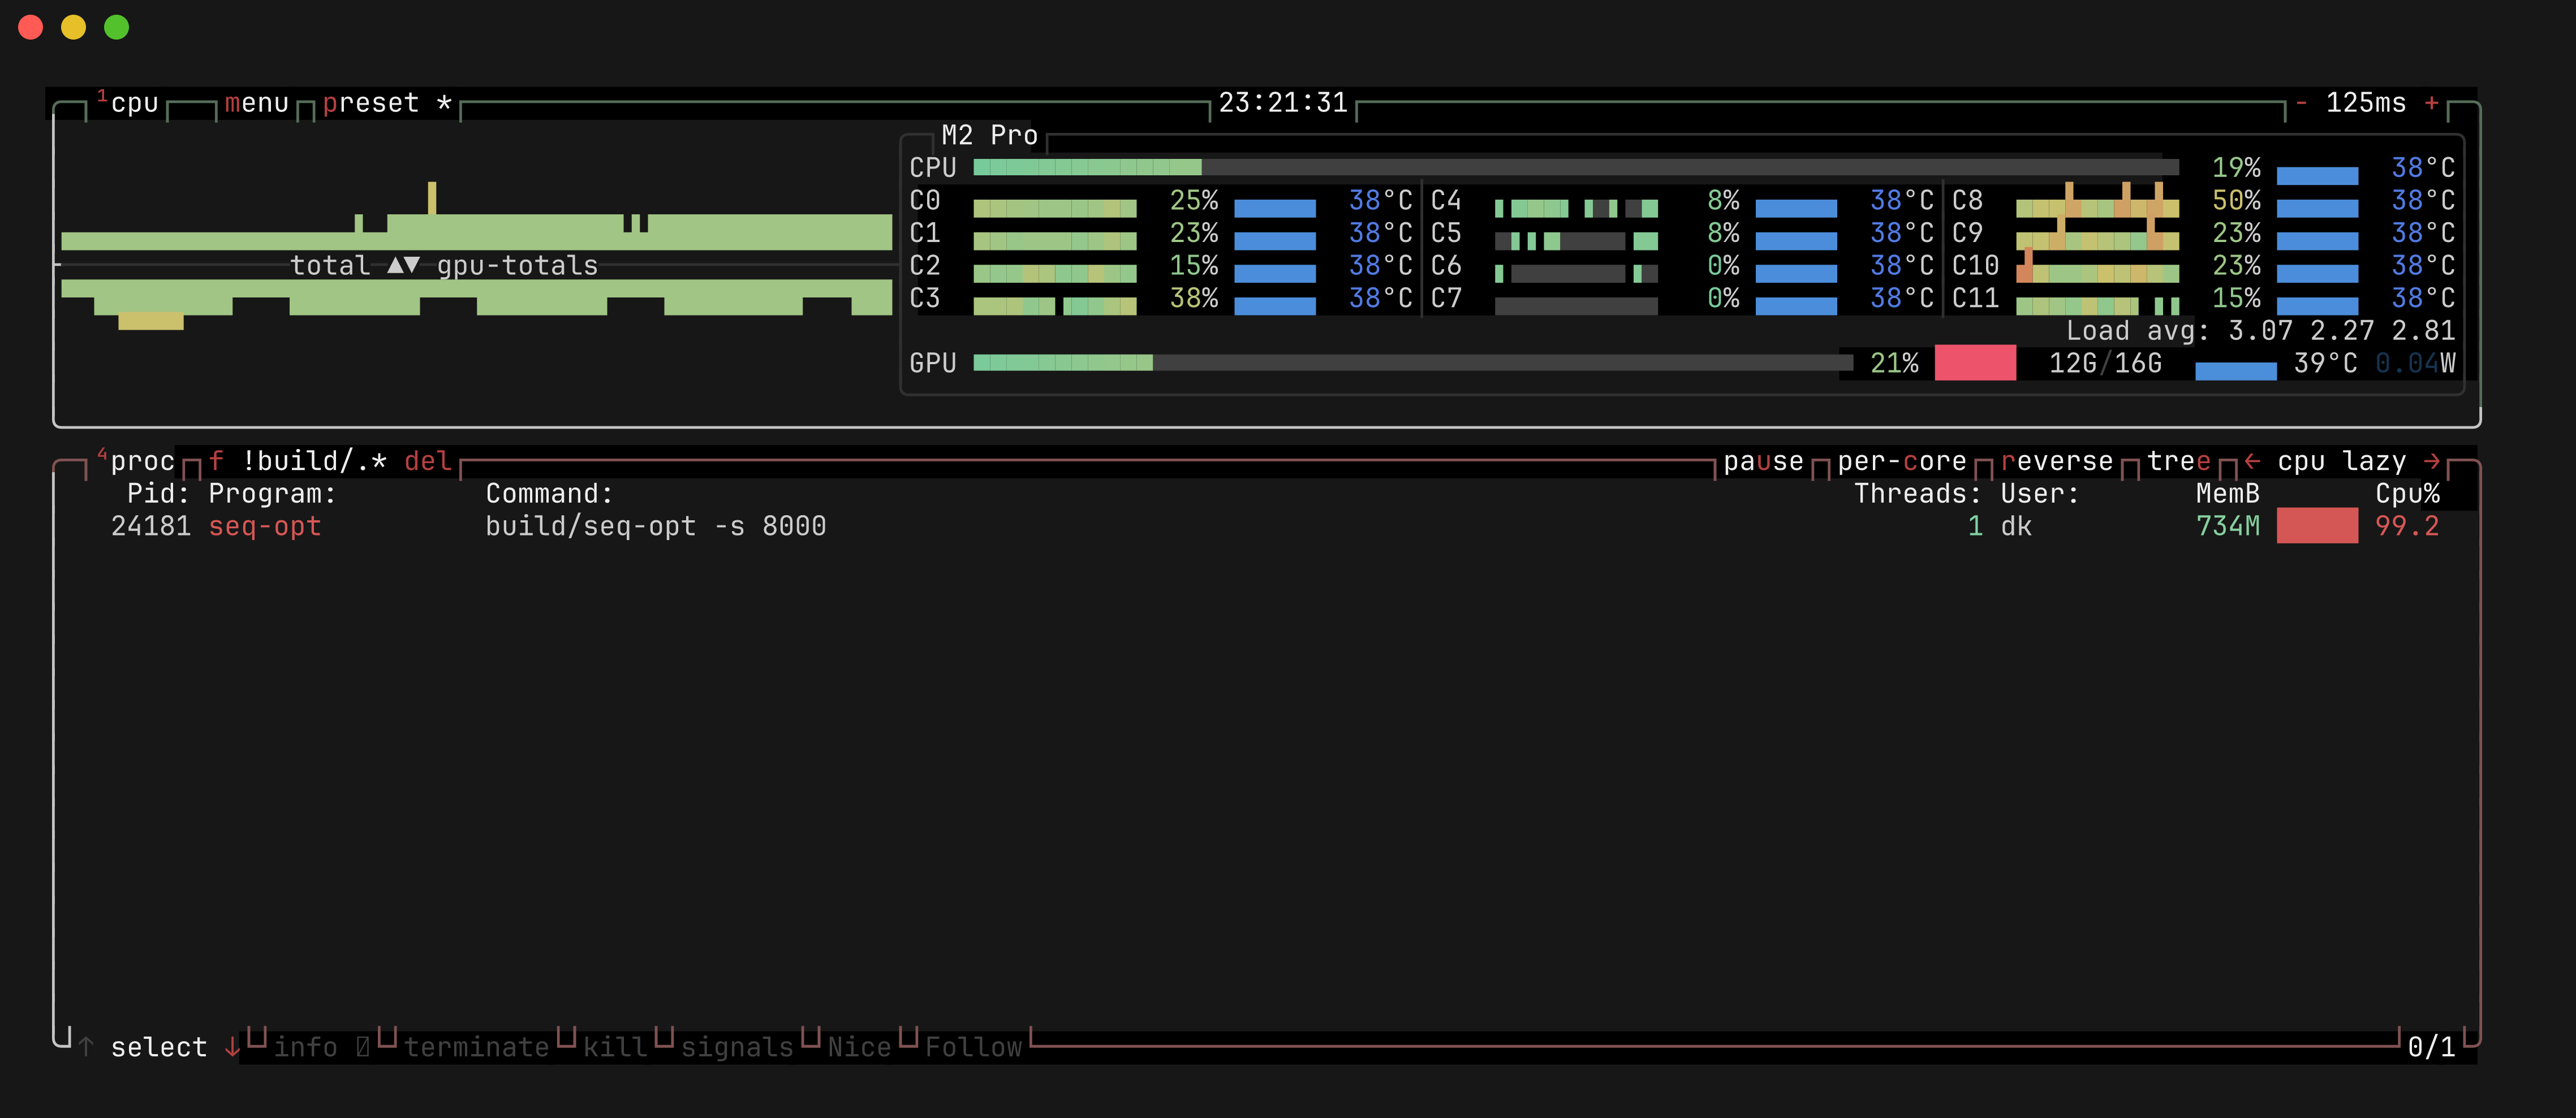 1cpu menu preset * 23:21:31 - 125ms +
M2 Pro
CPU 19% 38°C
C0 25% 38°C C4 8% 38°C C8 50% 38°C
C1 23% 38°C C5 8% 38°C C9 23% 38°C
total ▲▼ gpu-totals C2 15% 38°C C6 0% 38°C C10 23% 38°C
C3 38% 38°C C7 0% 38°C C11 15% 38°C
Load avg: 3.07 2.27 2.81
GPU 21% 12G/16G 39°C 0.04W
4proc f !build/.* del pause per-core reverse tree ← cpu lazy →
Pid: Program: Command: Threads: User: MemB Cpu%
24181 seq-opt build/seq-opt -s 8000 1 dk 734M 99.2
↑ select ↓ info terminate kill signals Nice Follow 0/1